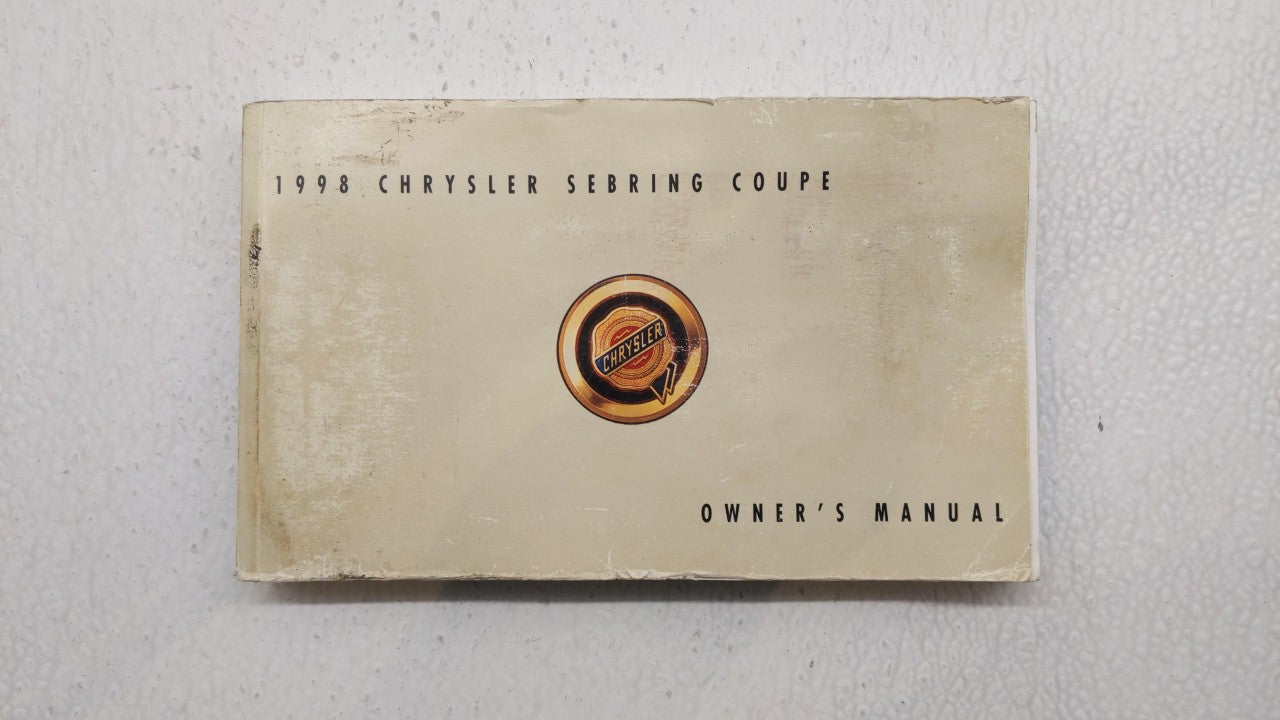 1998 CHRYSLER SEBRING COUPE
CHRYSLER
OWNER'S MANUAL